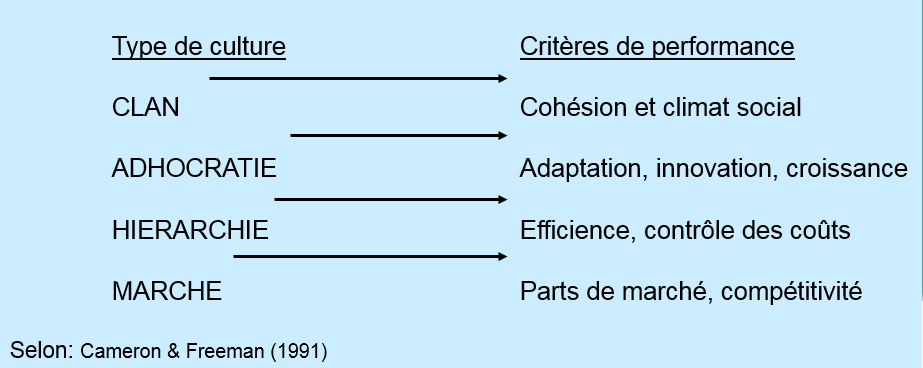 Type de culture Critères de performance
CLAN Cohésion et climat social
ADHOCRATIE Adaptation, innovation, croissance
HIERARCHIE Efficience, contrôle des coûts
MARCHE Parts de marché, compétitivité
Selon: Cameron & Freeman (1991)